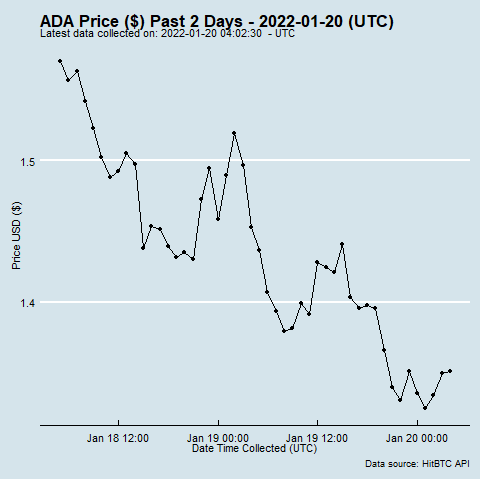 ADA Price ($) Past 2 Days - 2022-01-20 (UTC)
Latest data collected on: 2022-01-20 04:02:30  - UTC
1.5
Price USD ($)
1.4
Jan 18 12:00 Jan 19 00:00 Jan 19 12:00 Jan 20 00:00
Date Time Collected (UTC)
Data source: HitBTC API